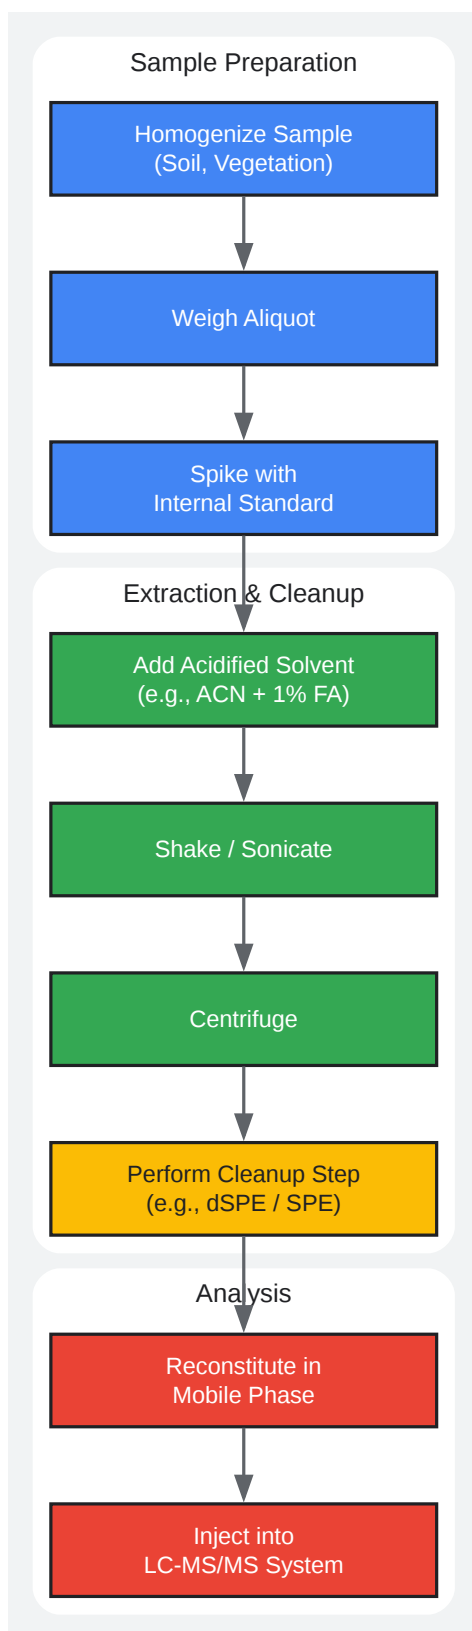 Sample Preparation
Homogenize Sample
(Soil, Vegetation)
Weigh Aliquot
Spike with
Internal Standard
Extraction & Cleanup
Add Acidified Solvent
(e.g., ACN + 1% FA)
Shake / Sonicate
Centrifuge
Perform Cleanup Step
(e.g., dSPE / SPE)
Analysis
Reconstitute in
Mobile Phase
Inject into
LC-MS/MS System